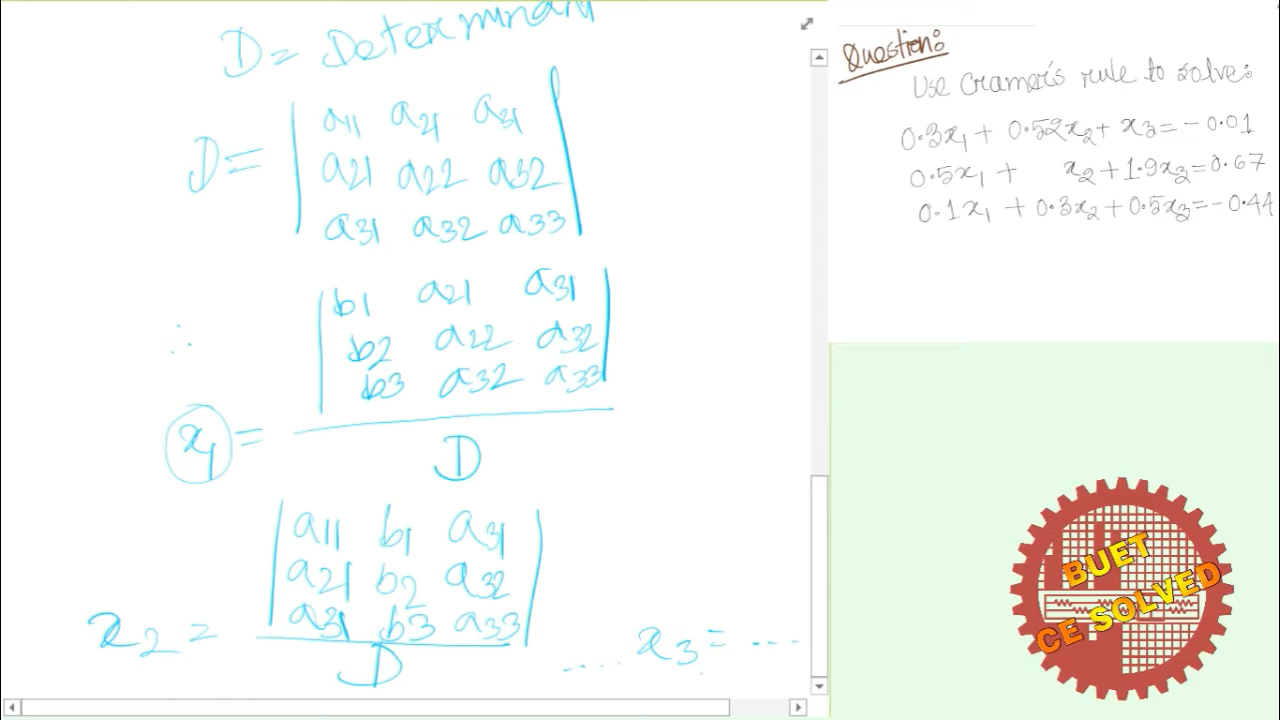 D = Determinant
D = | a11 a21 a31 |
| a21 a22 a32 |
| a31 a32 a33 |
∴
| b1 a21 a31 |
| b2 a22 a32 |
| b3 a32 a33 |
x1 =
D
| a11 b1 a31 |
| a21 b2 a32 |
| a31 b3 a33 |
x2 =
D
.... x3 = ....
Question:
Use Cramer's rule to solve:
0.3x1 + 0.52x2 + x3 = -0.01
0.5x1 + x2 + 1.9x3 = 0.67
0.1x1 + 0.3x2 + 0.5x3 = -0.44
BUET
CE SOLVED